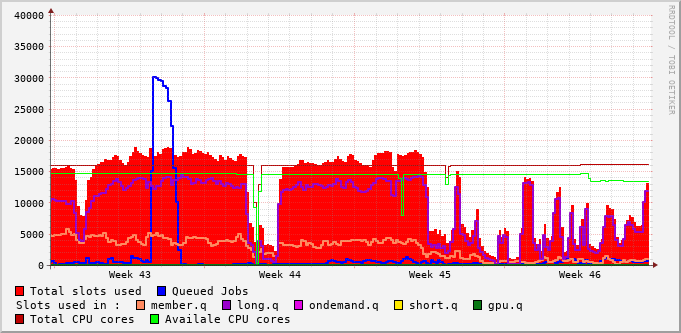 40000
35000
30000
25000
20000
15000
10000
5000
0
Week 43 Week 44 Week 45 Week 46
RRDTOOL / TOBI OETIKER
Total slots used Queued Jobs
Slots used in : member.q long.q ondemand.q short.q gpu.q
Total CPU cores Availale CPU cores